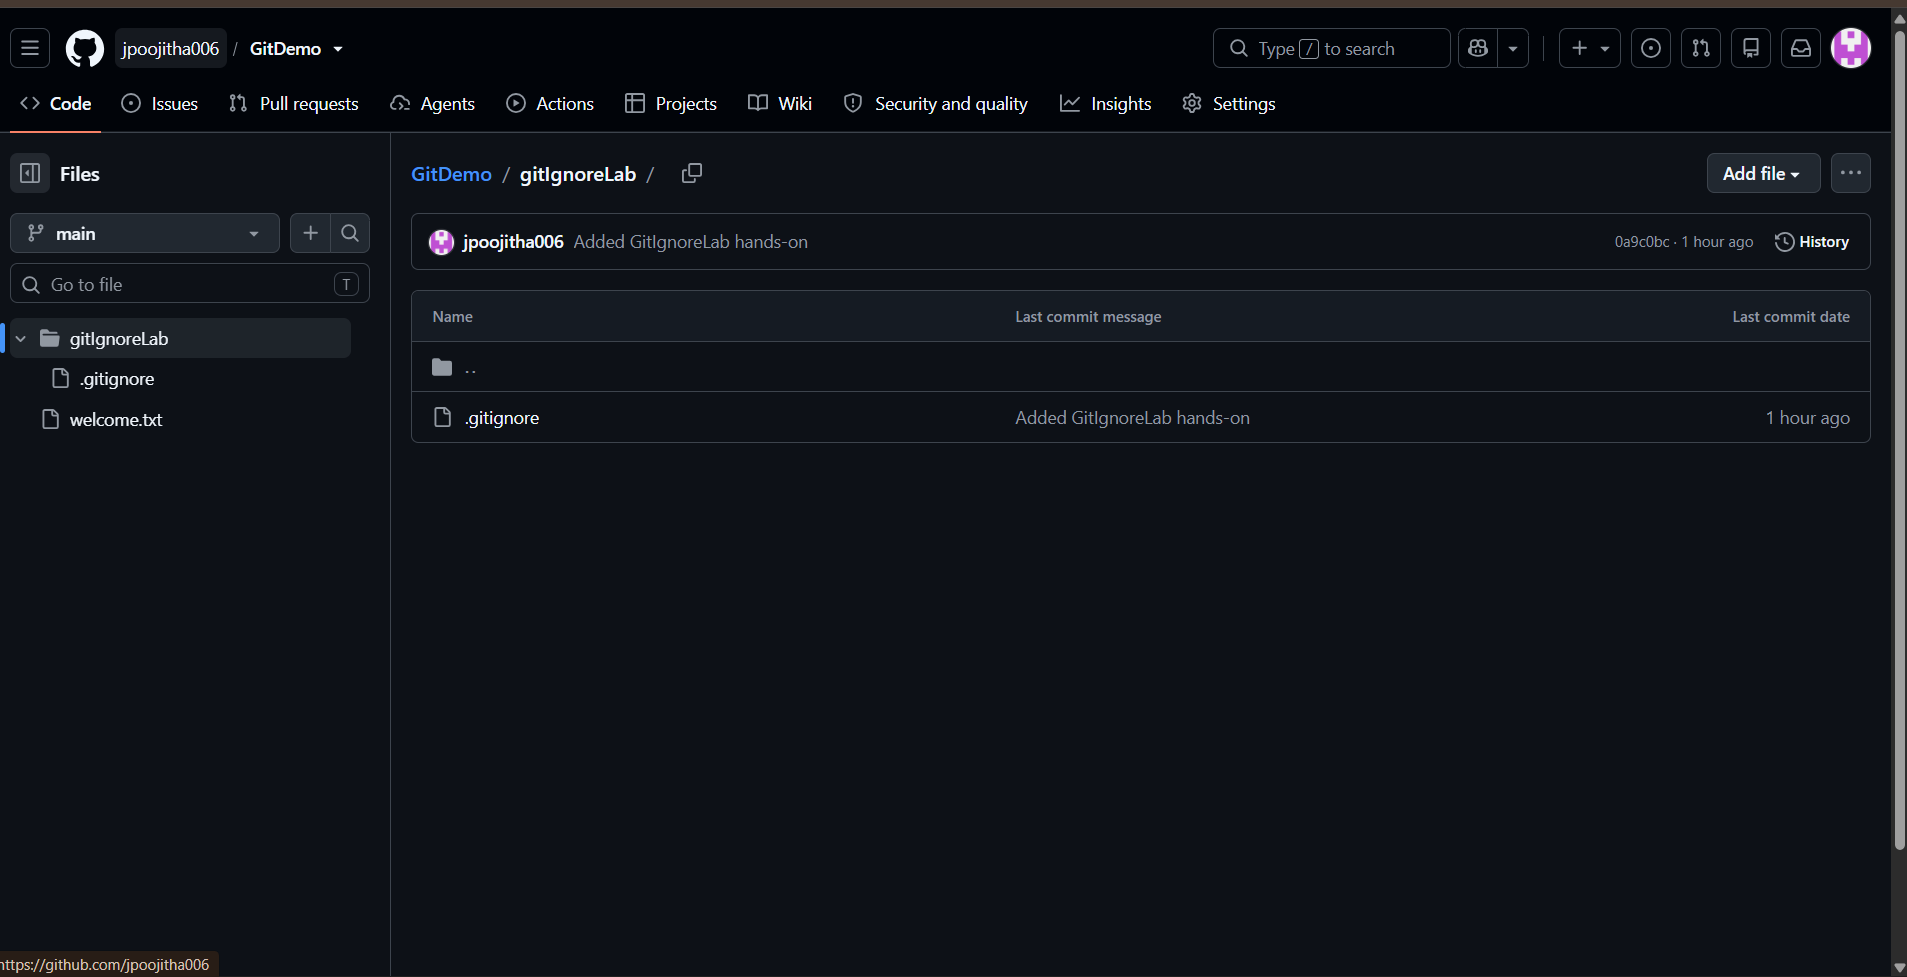 jpoojitha006 / GitDemo
Type / to search
Code Issues Pull requests Agents Actions Projects Wiki Security and quality Insights Settings
Files
GitDemo / gitIgnoreLab /
Add file
main
jpoojitha006 Added GitIgnoreLab hands-on
0a9c0bc · 1 hour ago
History
Go to file T
Name Last commit message Last commit date
gitIgnoreLab
..
.gitignore
.gitignore Added GitIgnoreLab hands-on 1 hour ago
welcome.txt
https://github.com/jpoojitha006